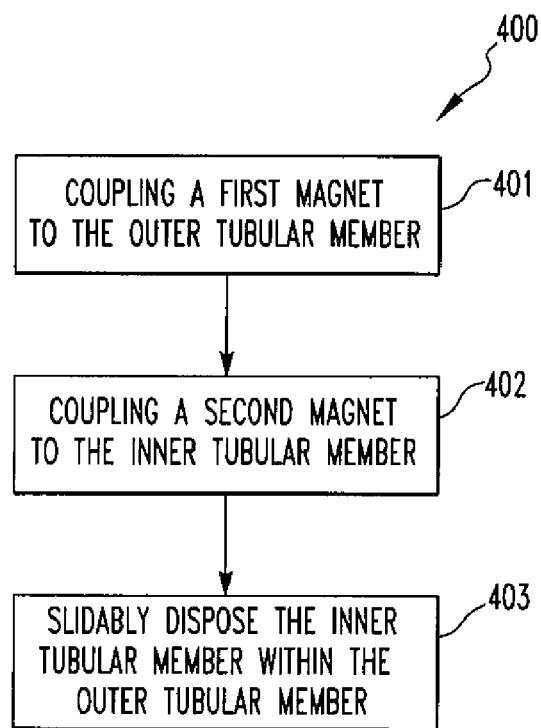 400
COUPLING A FIRST MAGNET
TO THE OUTER TUBULAR MEMBER
401
COUPLING A SECOND MAGNET
TO THE INNER TUBULAR MEMBER
402
SLIDABLY DISPOSE THE INNER
TUBULAR MEMBER WITHIN THE
OUTER TUBULAR MEMBER
403